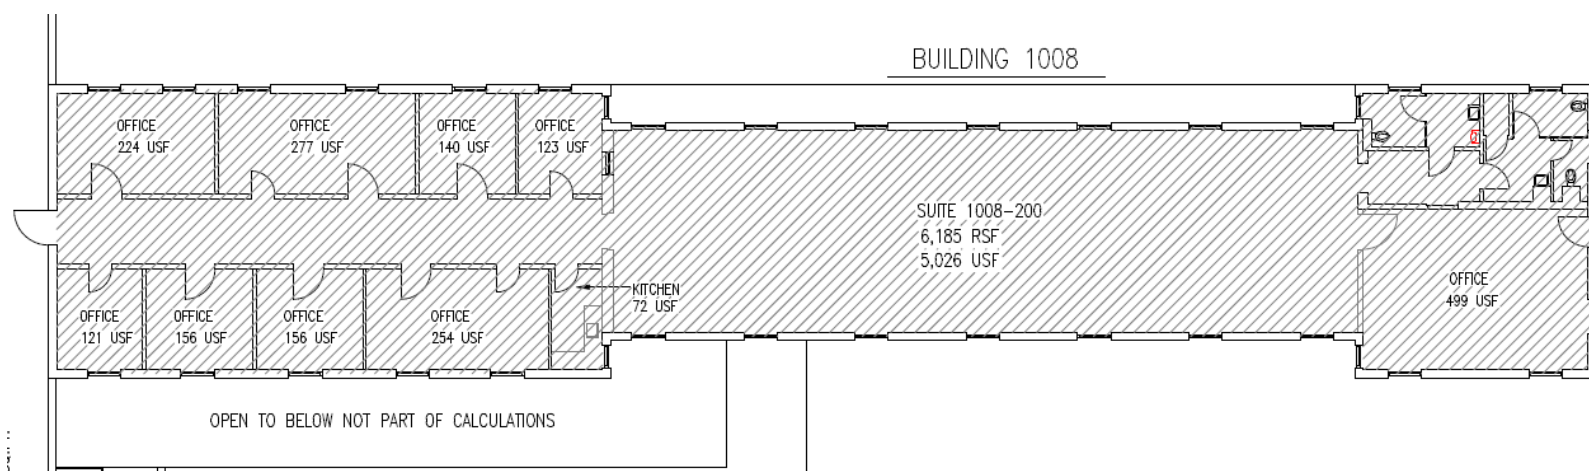 BUILDING 1008
OFFICE
224 USF
OFFICE
277 USF
OFFICE
140 USF
OFFICE
123 USF
SUITE 1008-200
6,185 RSF
5,026 USF
OFFICE
121 USF
OFFICE
156 USF
OFFICE
156 USF
OFFICE
254 USF
KITCHEN
72 USF
OFFICE
499 USF
OPEN TO BELOW NOT PART OF CALCULATIONS